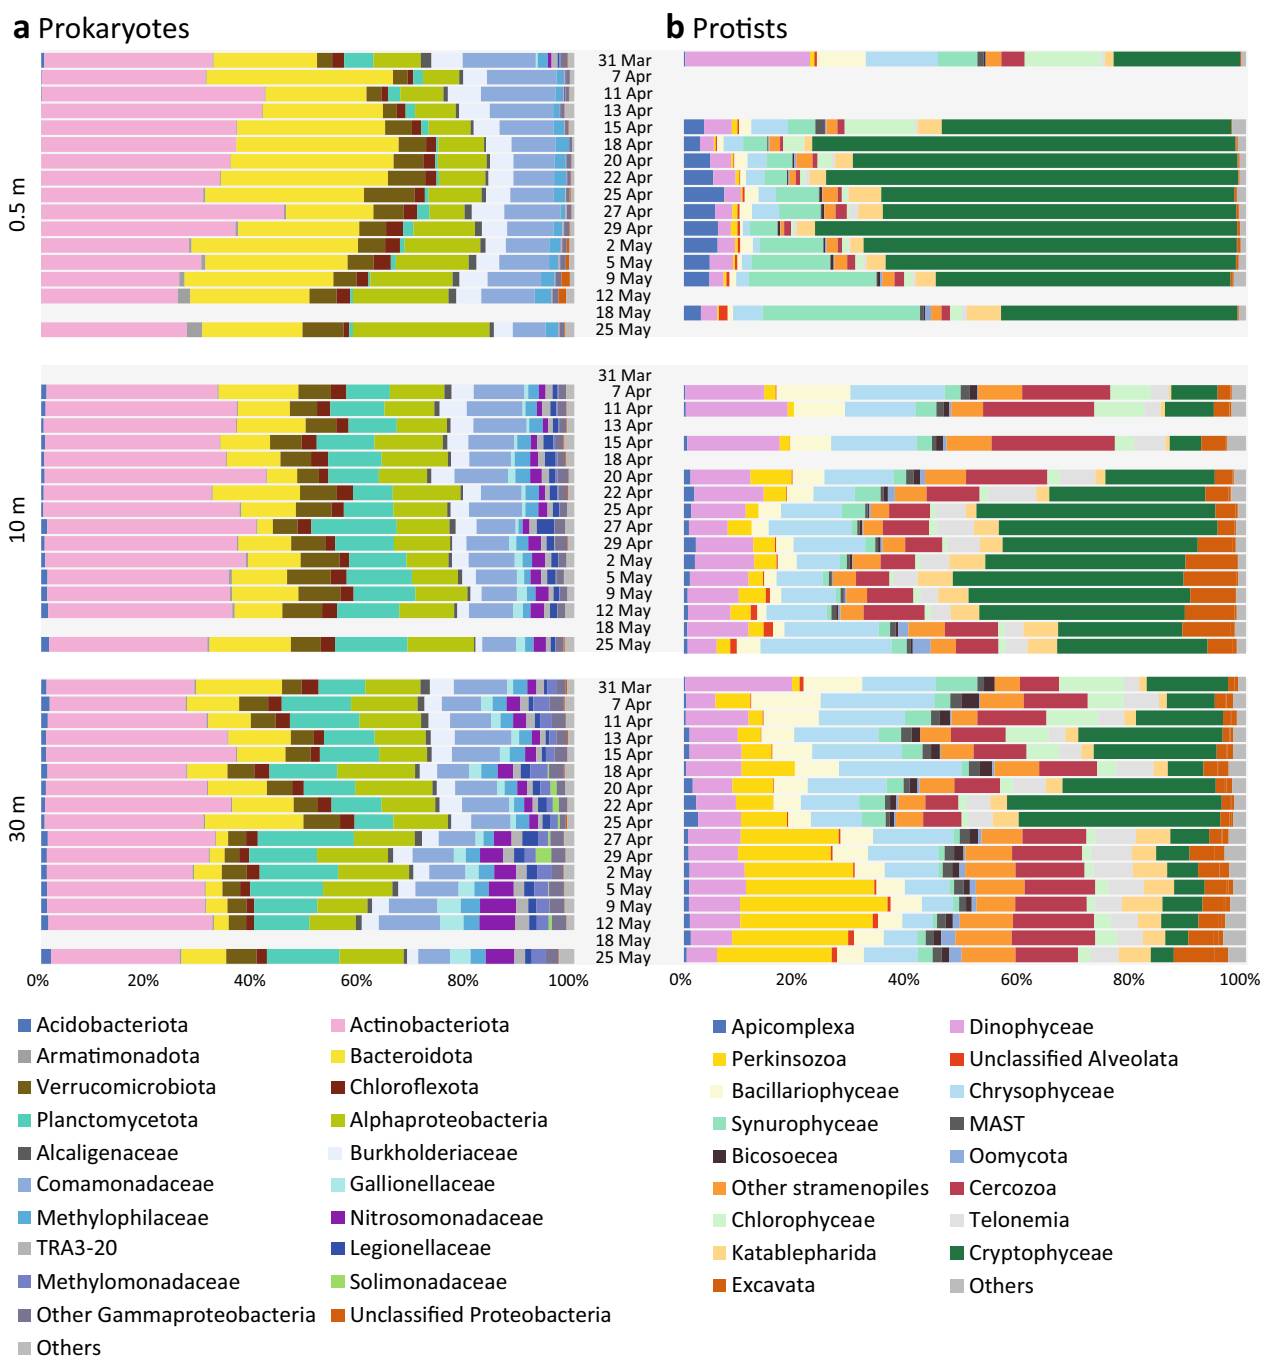 a Prokaryotes
b Protists
0.5 m
31 Mar
7 Apr
11 Apr
13 Apr
15 Apr
18 Apr
20 Apr
22 Apr
25 Apr
27 Apr
29 Apr
2 May
5 May
9 May
12 May
18 May
25 May
10 m
31 Mar
7 Apr
11 Apr
13 Apr
15 Apr
18 Apr
20 Apr
22 Apr
25 Apr
27 Apr
29 Apr
2 May
5 May
9 May
12 May
18 May
25 May
30 m
31 Mar
7 Apr
11 Apr
13 Apr
15 Apr
18 Apr
20 Apr
22 Apr
25 Apr
27 Apr
29 Apr
2 May
5 May
9 May
12 May
18 May
25 May
0% 20% 40% 60% 80% 100%
0% 20% 40% 60% 80% 100%
Acidobacteriota
Actinobacteriota
Armatimonadota
Bacteroidota
Verrucomicrobiota
Chloroflexota
Planctomycetota
Alphaproteobacteria
Alcaligenaceae
Burkholderiaceae
Comamonadaceae
Gallionellaceae
Methylophilaceae
Nitrosomonadaceae
TRA3-20
Legionellaceae
Methylomonadaceae
Solimonadaceae
Other Gammaproteobacteria
Unclassified Proteobacteria
Others
Apicomplexa
Dinophyceae
Perkinsozoa
Unclassified Alveolata
Bacillariophyceae
Chrysophyceae
Synurophyceae
MAST
Bicosoecea
Oomycota
Other stramenopiles
Cercozoa
Chlorophyceae
Telonemia
Katablepharida
Cryptophyceae
Excavata
Others